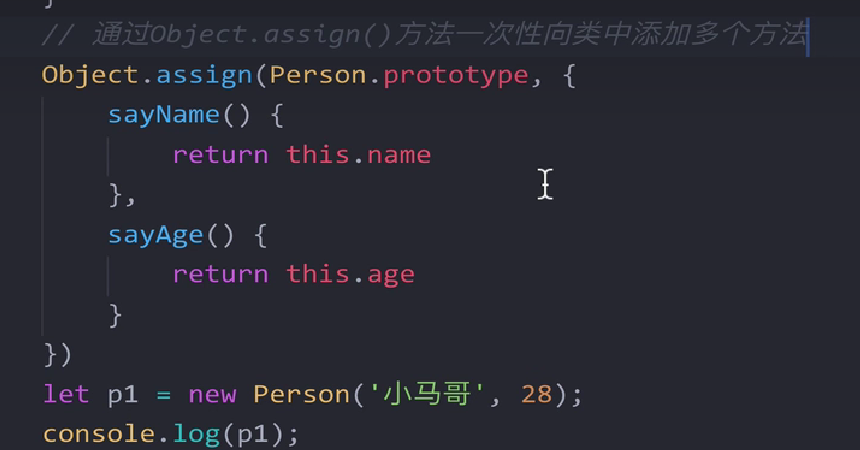 }
// 通过Object.assign()方法一次性向类中添加多个方法
Object.assign(Person.prototype, {
    sayName() {
        return this.name
    },
    sayAge() {
        return this.age
    }
})
let p1 = new Person('小马哥', 28);
console.log(p1);